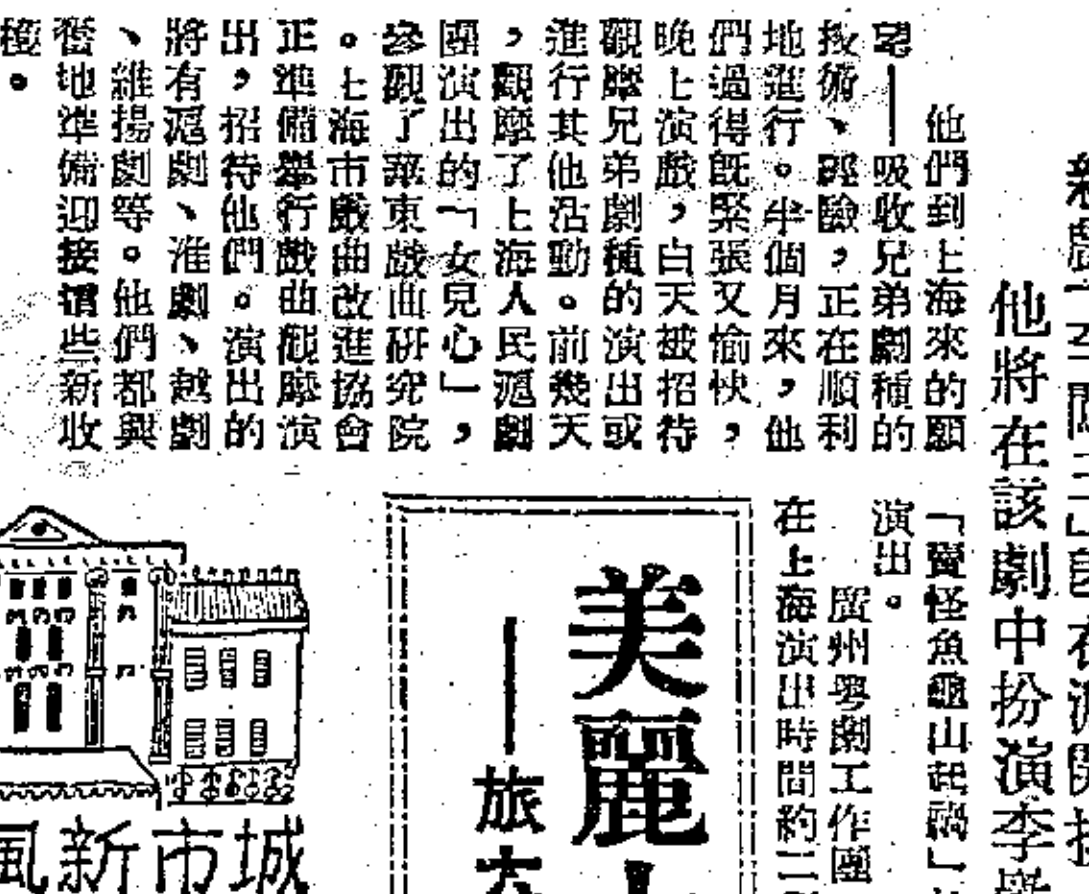 他將在該劇中扮演李
他們到上海來的願
望——吸收兄弟劇種的
技術、經驗,正在順利
地進行。半個月來,他
們過得既緊張又愉快,
晚上演戲,白天被招待
觀摩兄弟劇種的演出或
進行其他活動。前幾天
,觀摩了上海人民滬劇
團演出的「女兒心」,
參觀了華東戲曲研究院
。上海市戲曲改進協會
正準備舉行戲曲觀摩演
出,招待他們。演出的
將有滬劇、淮劇、越劇
、維揚劇等。他們都興
奮地準備迎接這些新收
穫。
「賣怪魚龜山起禍」
演出。
廣州粵劇工作團
在上海演出時間約二
美麗
——旅大
城市新風